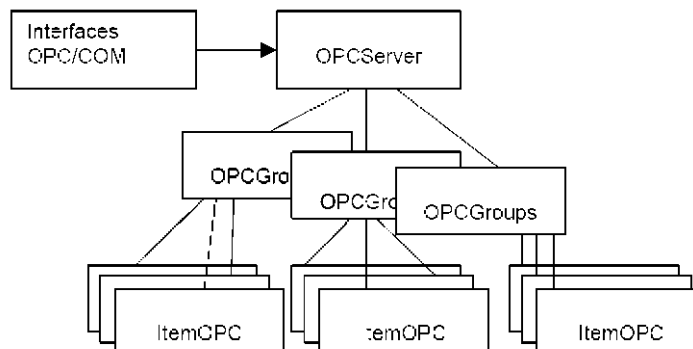 Interfaces
OPC/COM
OPCServer
OPCGro
OPCGro
OPCGroups
ItemOPC
temOPC
ItemOPC